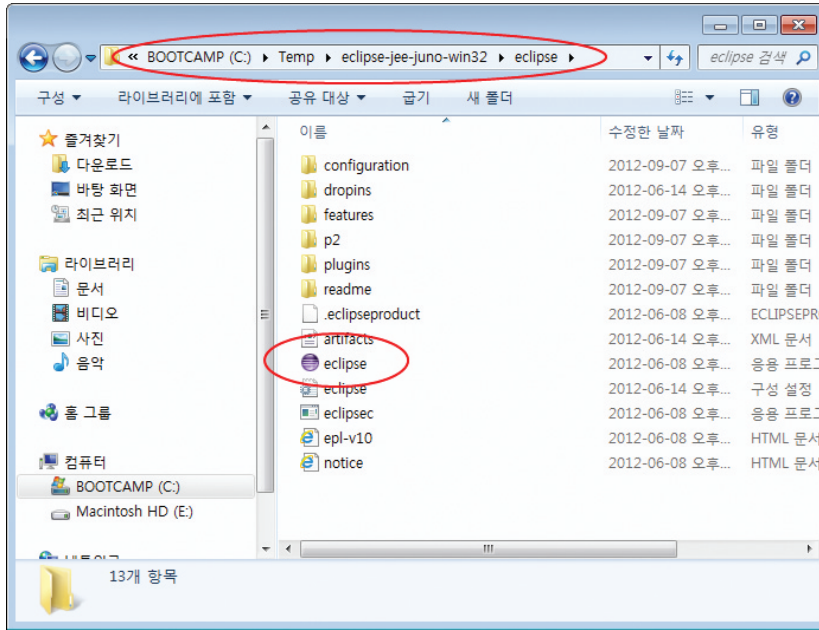 « BOOTCAMP (C:) ▸ Temp ▸ eclipse-jee-juno-win32 ▸ eclipse ▸
eclipse 검색
구성 ▼ 라이브러리에 포함 ▼ 공유 대상 ▼ 굽기 새 폴더
이름 수정한 날짜 유형
즐겨찾기
다운로드
바탕 화면
최근 위치
라이브러리
문서
비디오
사진
음악
홈 그룹
컴퓨터
BOOTCAMP (C:)
Macintosh HD (E:)
configuration 2012-09-07 오후... 파일 폴더
dropins 2012-06-14 오후... 파일 폴더
features 2012-09-07 오후... 파일 폴더
p2 2012-09-07 오후... 파일 폴더
plugins 2012-09-07 오후... 파일 폴더
readme 2012-09-07 오후... 파일 폴더
.eclipseproduct 2012-06-08 오후... ECLIPSEPR
artifacts 2012-06-14 오후... XML 문서
eclipse 2012-06-08 오후... 응용 프로그
eclipse 2012-06-14 오후... 구성 설정
eclipsec 2012-06-08 오후... 응용 프로그
epl-v10 2012-06-08 오후... HTML 문서
notice 2012-06-08 오후... HTML 문서
13개 항목